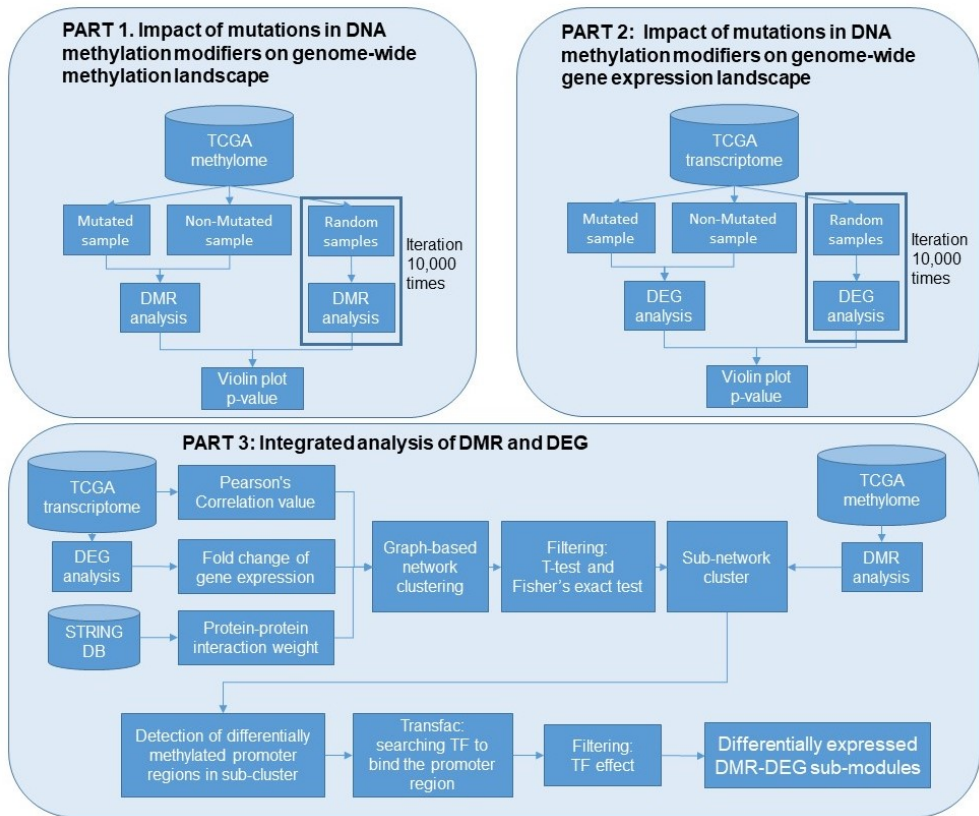 PART 1. Impact of mutations in DNA
methylation modifiers on genome-wide
methylation landscape
TCGA
methylome
Mutated
sample
Non-Mutated
sample
Random
samples
Iteration
10,000
times
DMR
analysis
DMR
analysis
Violin plot
p-value
PART 2: Impact of mutations in DNA
methylation modifiers on genome-wide
gene expression landscape
TCGA
transcriptome
Mutated
sample
Non-Mutated
sample
Random
samples
Iteration
10,000
times
DEG
analysis
DEG
analysis
Violin plot
p-value
PART 3: Integrated analysis of DMR and DEG
TCGA
transcriptome
Pearson's
Correlation value
TCGA
methylome
DEG
analysis
Fold change of
gene expression
Graph-based
network
clustering
Filtering:
T-test and
Fisher's exact test
Sub-network
cluster
DMR
analysis
STRING
DB
Protein-protein
interaction weight
Detection of differentially
methylated promoter
regions in sub-cluster
Transfac:
searching TF to
bind the promoter
region
Filtering:
TF effect
Differentially expressed
DMR-DEG sub-modules